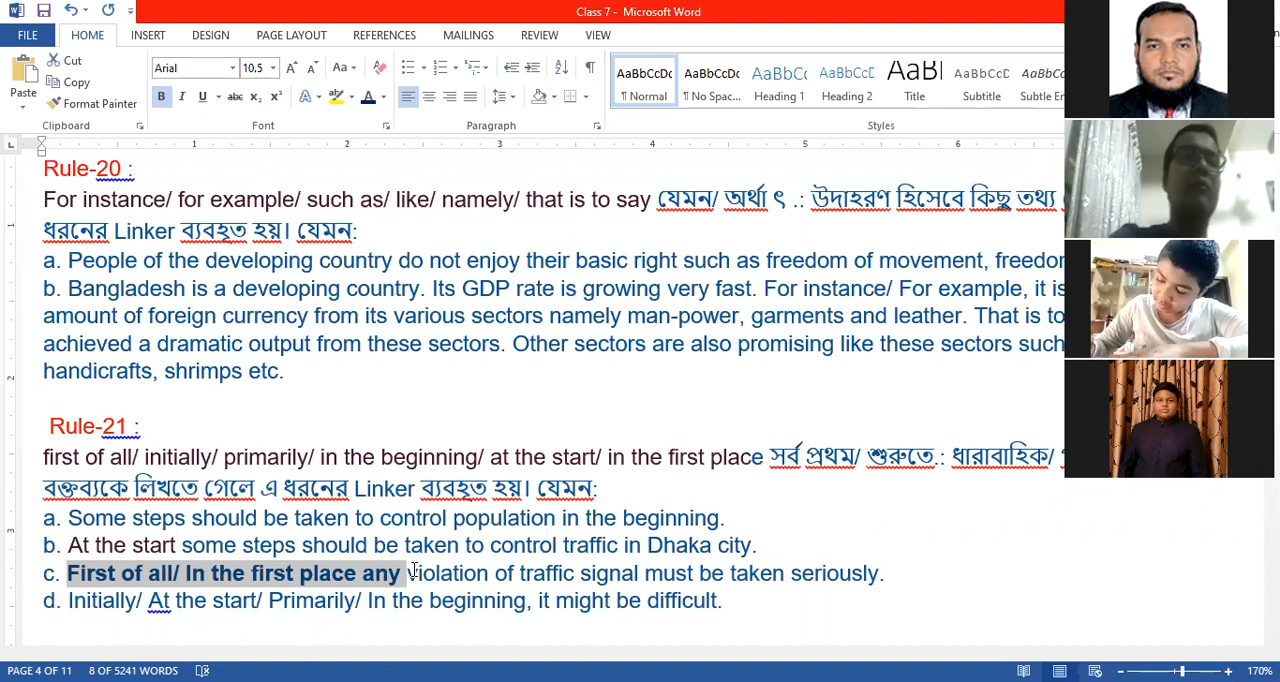 Class 7 - Microsoft Word
FILE HOME INSERT DESIGN PAGE LAYOUT REFERENCES MAILINGS REVIEW VIEW
Cut
Copy
Format Painter
Paste
Arial 10.5
AaBbCcDc AaBbCcDc AaBbCc AaBbCc AaBl AaBbCcD AaBbCcD
¶ Normal ¶ No Spac... Heading 1 Heading 2 Title Subtitle Subtle En
Clipboard Font Paragraph Styles
1 2 3 4 5 6
Rule-20 :
For instance/ for example/ such as/ like/ namely/ that is to say যেমন/ অর্থা ৎ .: উদাহরণ হিসেবে কিছু তথ্য
ধরনের Linker ব্যবহৃত হয়। যেমন:
a. People of the developing country do not enjoy their basic right such as freedom of movement, freedom
b. Bangladesh is a developing country. Its GDP rate is growing very fast. For instance/ For example, it is
amount of foreign currency from its various sectors namely man-power, garments and leather. That is to
achieved a dramatic output from these sectors. Other sectors are also promising like these sectors such
handicrafts, shrimps etc.
Rule-21 :
first of all/ initially/ primarily/ in the beginning/ at the start/ in the first place সর্ব প্রথম/ শুরুতে.: ধারাবাহিক/
বক্তব্যকে লিখতে গেলে এ ধরনের Linker ব্যবহৃত হয়। যেমন:
a. Some steps should be taken to control population in the beginning.
b. At the start some steps should be taken to control traffic in Dhaka city.
c. First of all/ In the first place any violation of traffic signal must be taken seriously.
d. Initially/ At the start/ Primarily/ In the beginning, it might be difficult.
PAGE 4 OF 11 8 OF 5241 WORDS 170%